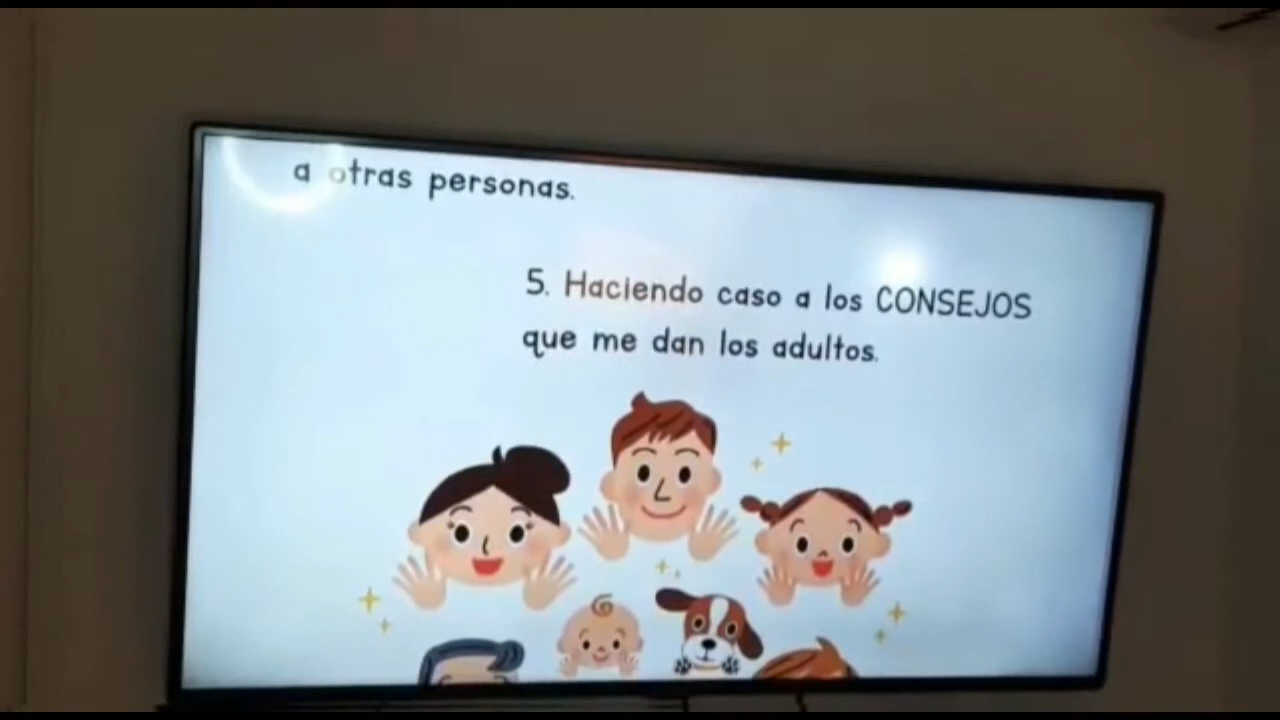 a otras personas.
5. Haciendo caso a los CONSEJOS
que me dan los adultos.